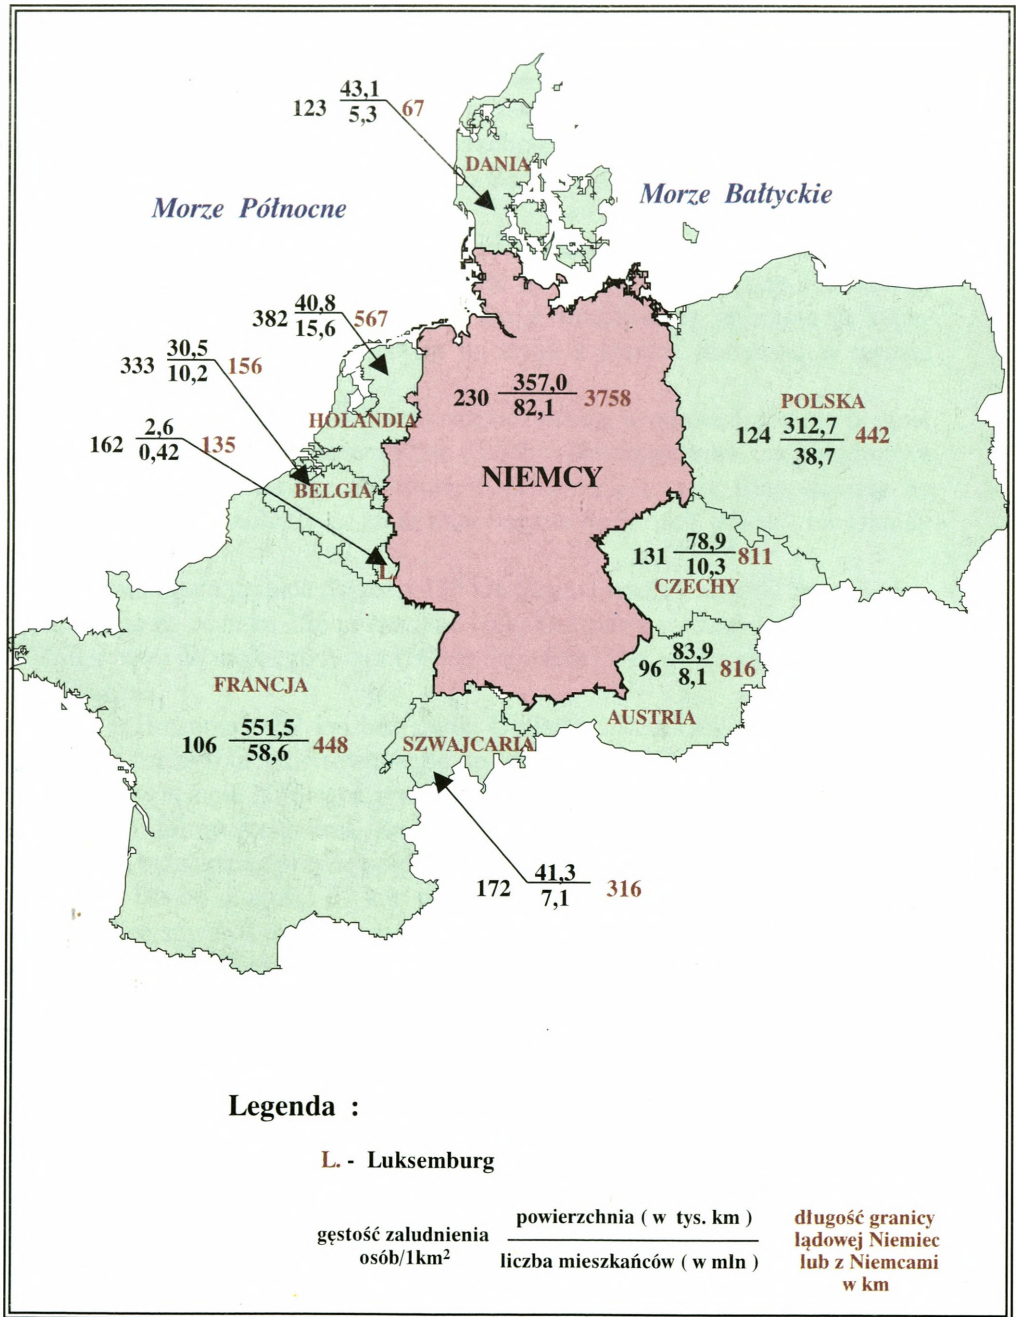 43,1
123 5,3 67
DANIA
Morze Północne
Morze Bałtyckie
40,8
382 15,6 567
30,5
333 10,2 156
HOLANDIA
2,6
162 0,42 135
BELGIA
L.
357,0
230 82,1 3758
NIEMCY
POLSKA
312,7
124 38,7 442
78,9
131 10,3 811
CZECHY
83,9
96 8,1 816
AUSTRIA
FRANCJA
551,5
106 58,6 448
SZWAJCARIA
41,3
172 7,1 316
Legenda :
L. - Luksemburg
gęstość zaludnienia
osób/1km²
powierzchnia ( w tys. km )
liczba mieszkańców ( w mln )
długość granicy
lądowej Niemiec
lub z Niemcami
w km